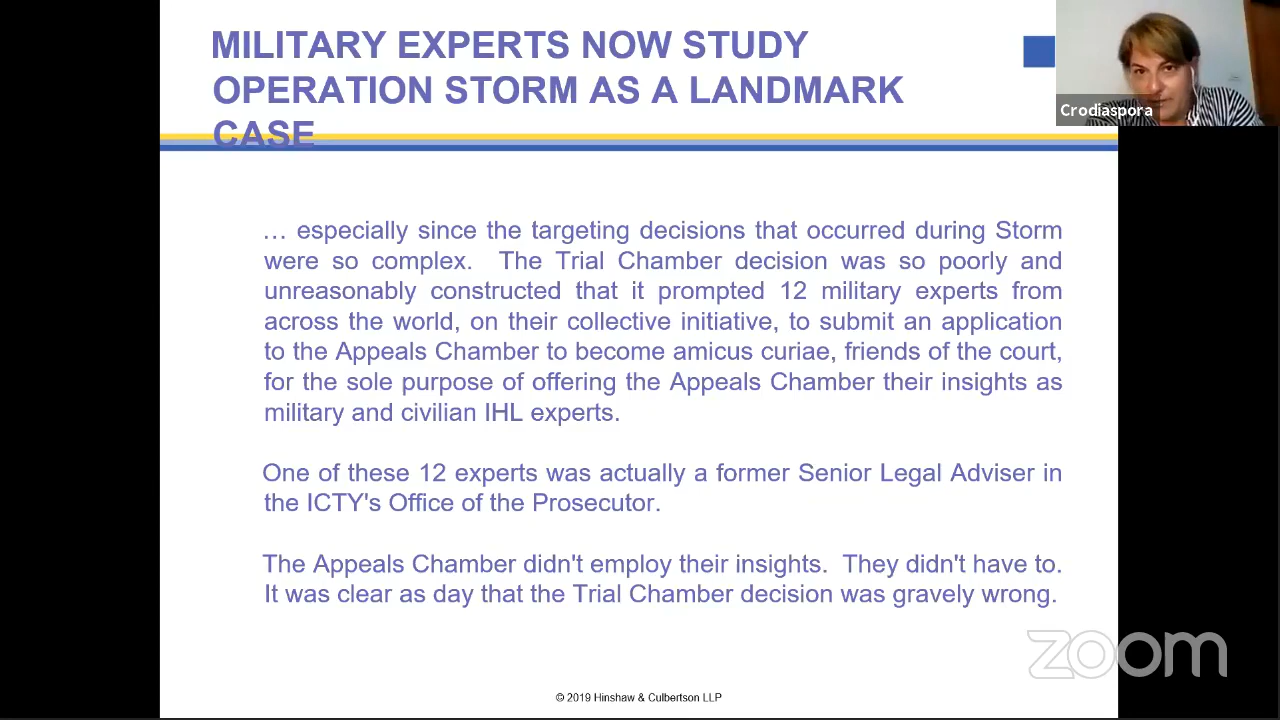 MILITARY EXPERTS NOW STUDY
OPERATION STORM AS A LANDMARK
CASE
Crodiaspora
… especially since the targeting decisions that occurred during Storm
were so complex. The Trial Chamber decision was so poorly and
unreasonably constructed that it prompted 12 military experts from
across the world, on their collective initiative, to submit an application
to the Appeals Chamber to become amicus curiae, friends of the court,
for the sole purpose of offering the Appeals Chamber their insights as
military and civilian IHL experts.
One of these 12 experts was actually a former Senior Legal Adviser in
the ICTY's Office of the Prosecutor.
The Appeals Chamber didn't employ their insights. They didn't have to.
It was clear as day that the Trial Chamber decision was gravely wrong.
zoom
© 2019 Hinshaw & Culbertson LLP